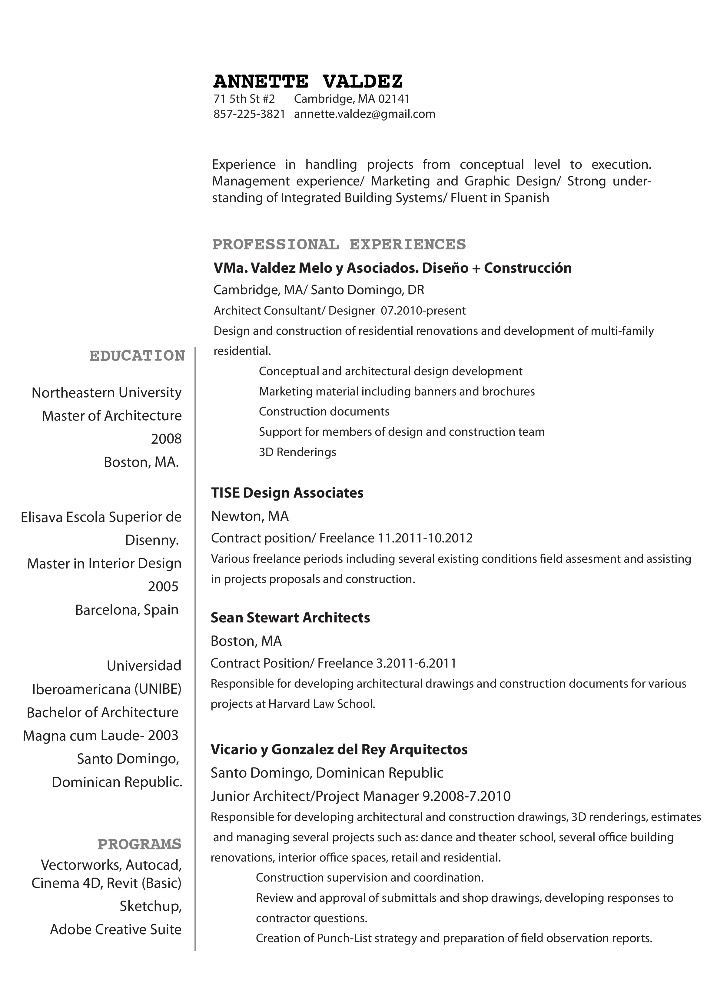 ANNETTE VALDEZ
71 5th St #2 Cambridge, MA 02141
857-225-3821 annette.valdez@gmail.com
Experience in handling projects from conceptual level to execution.
Management experience/ Marketing and Graphic Design/ Strong under-
standing of Integrated Building Systems/ Fluent in Spanish
PROFESSIONAL EXPERIENCES
VMa. Valdez Melo y Asociados. Diseño + Construcción
Cambridge, MA/ Santo Domingo, DR
Architect Consultant/ Designer 07.2010-present
Design and construction of residential renovations and development of multi-family
residential.
Conceptual and architectural design development
Marketing material including banners and brochures
Construction documents
Support for members of design and construction team
3D Renderings
TISE Design Associates
Newton, MA
Contract position/ Freelance 11.2011-10.2012
Various freelance periods including several existing conditions field assesment and assisting
in projects proposals and construction.
Sean Stewart Architects
Boston, MA
Contract Position/ Freelance 3.2011-6.2011
Responsible for developing architectural drawings and construction documents for various
projects at Harvard Law School.
Vicario y Gonzalez del Rey Arquitectos
Santo Domingo, Dominican Republic
Junior Architect/Project Manager 9.2008-7.2010
Responsible for developing architectural and construction drawings, 3D renderings, estimates
and managing several projects such as: dance and theater school, several office building
renovations, interior office spaces, retail and residential.
Construction supervision and coordination.
Review and approval of submittals and shop drawings, developing responses to
contractor questions.
Creation of Punch-List strategy and preparation of field observation reports.
EDUCATION
Northeastern University
Master of Architecture
2008
Boston, MA.
Elisava Escola Superior de
Disenny.
Master in Interior Design
2005
Barcelona, Spain
Universidad
Iberoamericana (UNIBE)
Bachelor of Architecture
Magna cum Laude- 2003
Santo Domingo,
Dominican Republic.
PROGRAMS
Vectorworks, Autocad,
Cinema 4D, Revit (Basic)
Sketchup,
Adobe Creative Suite